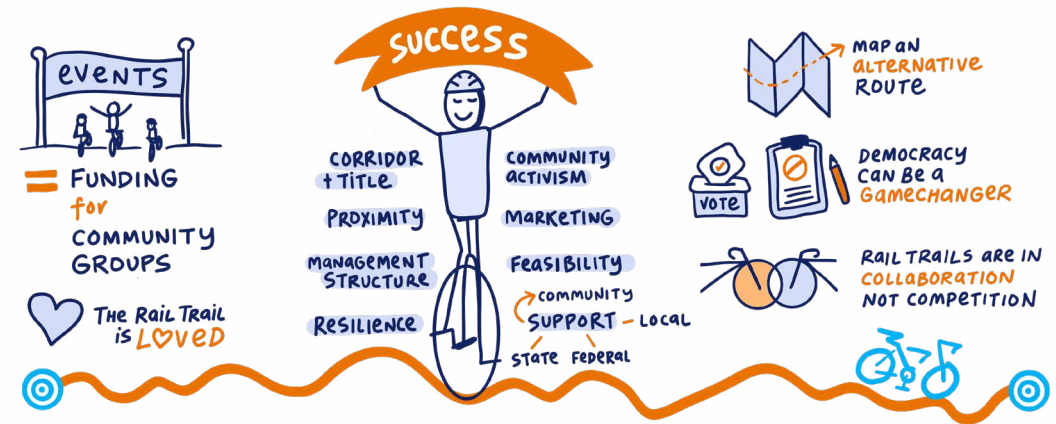 EVENTS
= FUNDING
for
COMMUNITY
GROUPS
THE RAIL TRAIL
is LOVED
SUCCESS
CORRIDOR
+ TITLE
PROXIMITY
MANAGEMENT
STRUCTURE
RESILIENCE
COMMUNITY
ACTIVISM
MARKETING
FEASIBILITY
COMMUNITY
SUPPORT – LOCAL
STATE FEDERAL
MAP AN
ALTERNATIVE
ROUTE
VOTE
DEMOCRACY
CAN BE A
GAMECHANGER
RAIL TRAILS ARE IN
COLLABORATION
NOT COMPETITION